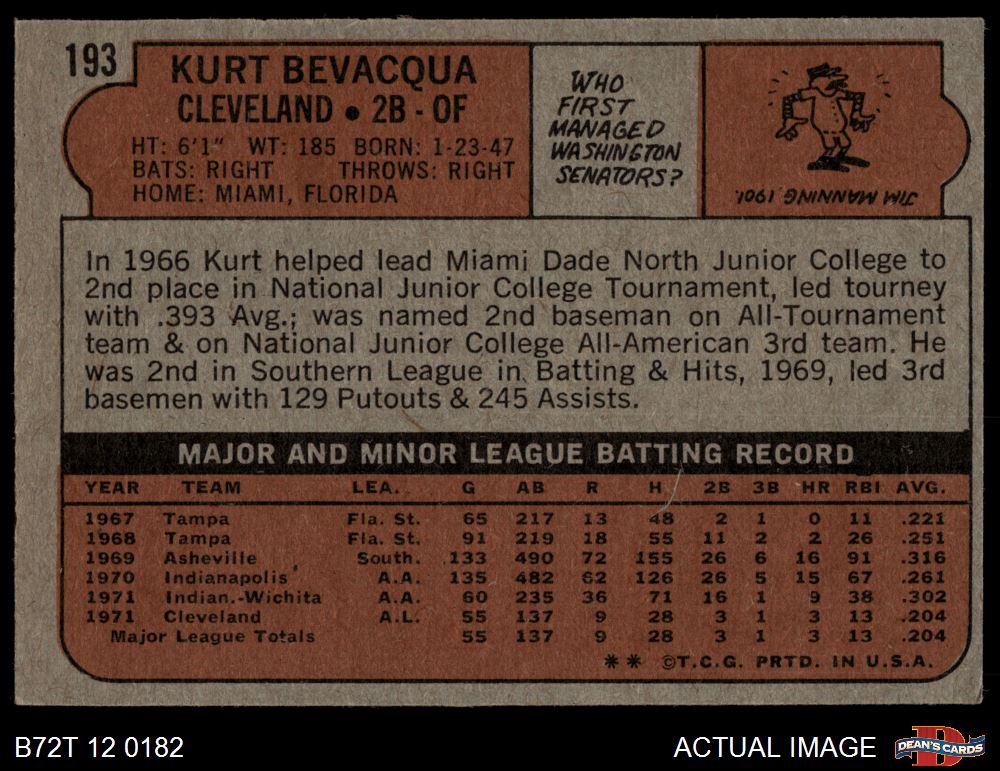 193
KURT BEVACQUA
CLEVELAND • 2B - OF
HT: 6'1" WT: 185 BORN: 1-23-47
BATS: RIGHT THROWS: RIGHT
HOME: MIAMI, FLORIDA
WHO
FIRST
MANAGED
WASHINGTON
SENATORS?
JIM MANNING 1901.
In 1966 Kurt helped lead Miami Dade North Junior College to
2nd place in National Junior College Tournament, led tourney
with .393 Avg.; was named 2nd baseman on All-Tournament
team & on National Junior College All-American 3rd team. He
was 2nd in Southern League in Batting & Hits, 1969, led 3rd
basemen with 129 Putouts & 245 Assists.
MAJOR AND MINOR LEAGUE BATTING RECORD
YEAR TEAM LEA. G AB R H 2B 3B HR RBI AVG.
1967 Tampa Fla. St. 65 217 13 48 2 1 0 11 .221
1968 Tampa Fla. St. 91 219 18 55 11 2 2 26 .251
1969 Asheville South. 133 490 72 155 26 6 16 91 .316
1970 Indianapolis A.A. 135 482 62 126 26 5 15 67 .261
1971 Indian.-Wichita A.A. 60 235 36 71 16 1 9 38 .302
1971 Cleveland A.L. 55 137 9 28 3 1 3 13 .204
Major League Totals 55 137 9 28 3 1 3 13 .204
** ©T.C.G. PRTD. IN U.S.A.
B72T 12 0182
ACTUAL IMAGE
D
DEAN'S CARDS